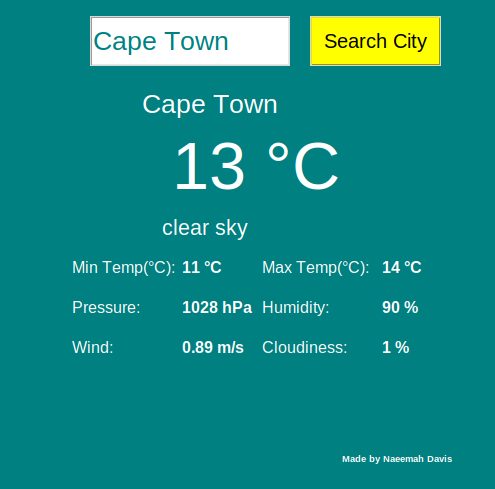 Cape Town Search City
Cape Town
13 °C
clear sky
Min Temp(°C): 11 °C Max Temp(°C): 14 °C
Pressure: 1028 hPa Humidity: 90 %
Wind: 0.89 m/s Cloudiness: 1 %
Made by Naeemah Davis